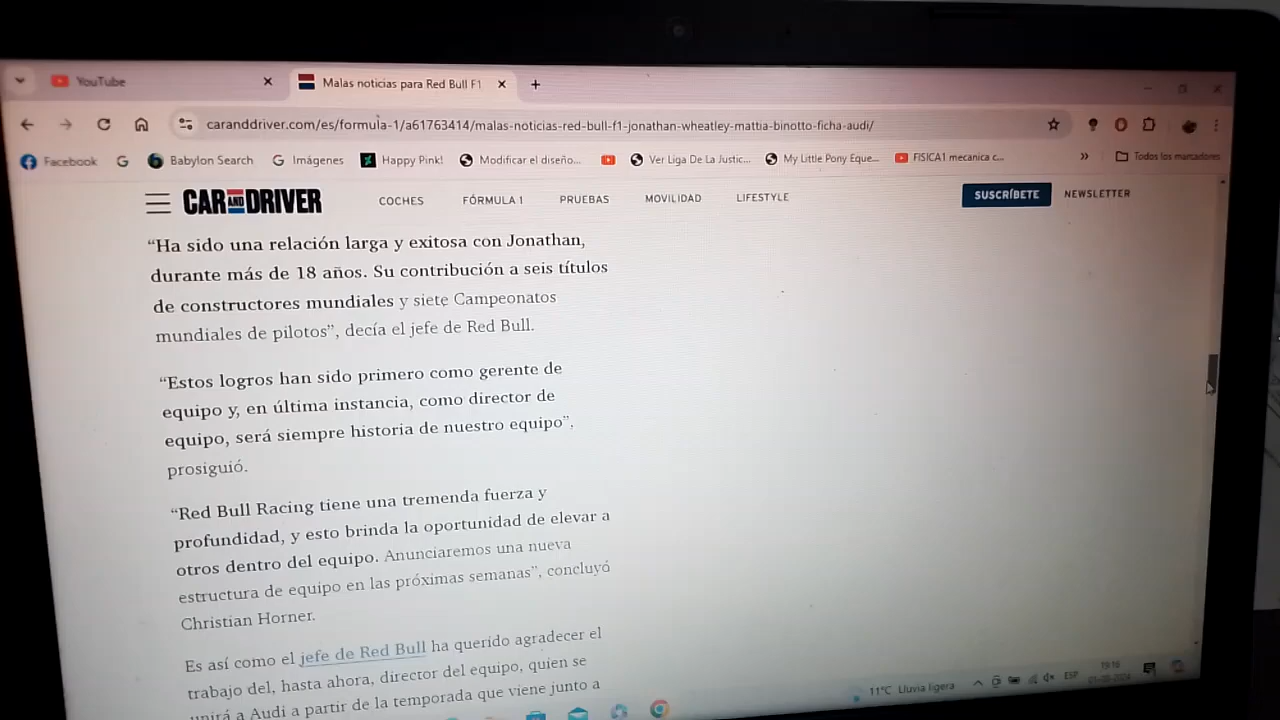 YouTube
Malas noticias para Red Bull F1
caranddriver.com/es/formula-1/a61763414/malas-noticias-red-bull-f1-jonathan-wheatley-mattia-binotto-ficha-audi/
Facebook
Babylon Search
Imágenes
Happy Pink!
Modificar el diseño...
Ver Liga De La Justic...
My Little Pony Eque...
FISICA1 mecanica c...
Todos los marcadores
CAR AND DRIVER
COCHES
FÓRMULA 1
PRUEBAS
MOVILIDAD
LIFESTYLE
SUSCRÍBETE
NEWSLETTER
“Ha sido una relación larga y exitosa con Jonathan,
durante más de 18 años. Su contribución a seis títulos
de constructores mundiales y siete Campeonatos
mundiales de pilotos”, decía el jefe de Red Bull.
“Estos logros han sido primero como gerente de
equipo y, en última instancia, como director de
equipo, será siempre historia de nuestro equipo”,
prosiguió.
“Red Bull Racing tiene una tremenda fuerza y
profundidad, y esto brinda la oportunidad de elevar a
otros dentro del equipo. Anunciaremos una nueva
estructura de equipo en las próximas semanas”, concluyó
Christian Horner.
Es así como el jefe de Red Bull ha querido agradecer el
trabajo del, hasta ahora, director del equipo, quien se
unirá a Audi a partir de la temporada que viene junto a
11°C Lluvia ligera
ESP
19:16
01-08-2024